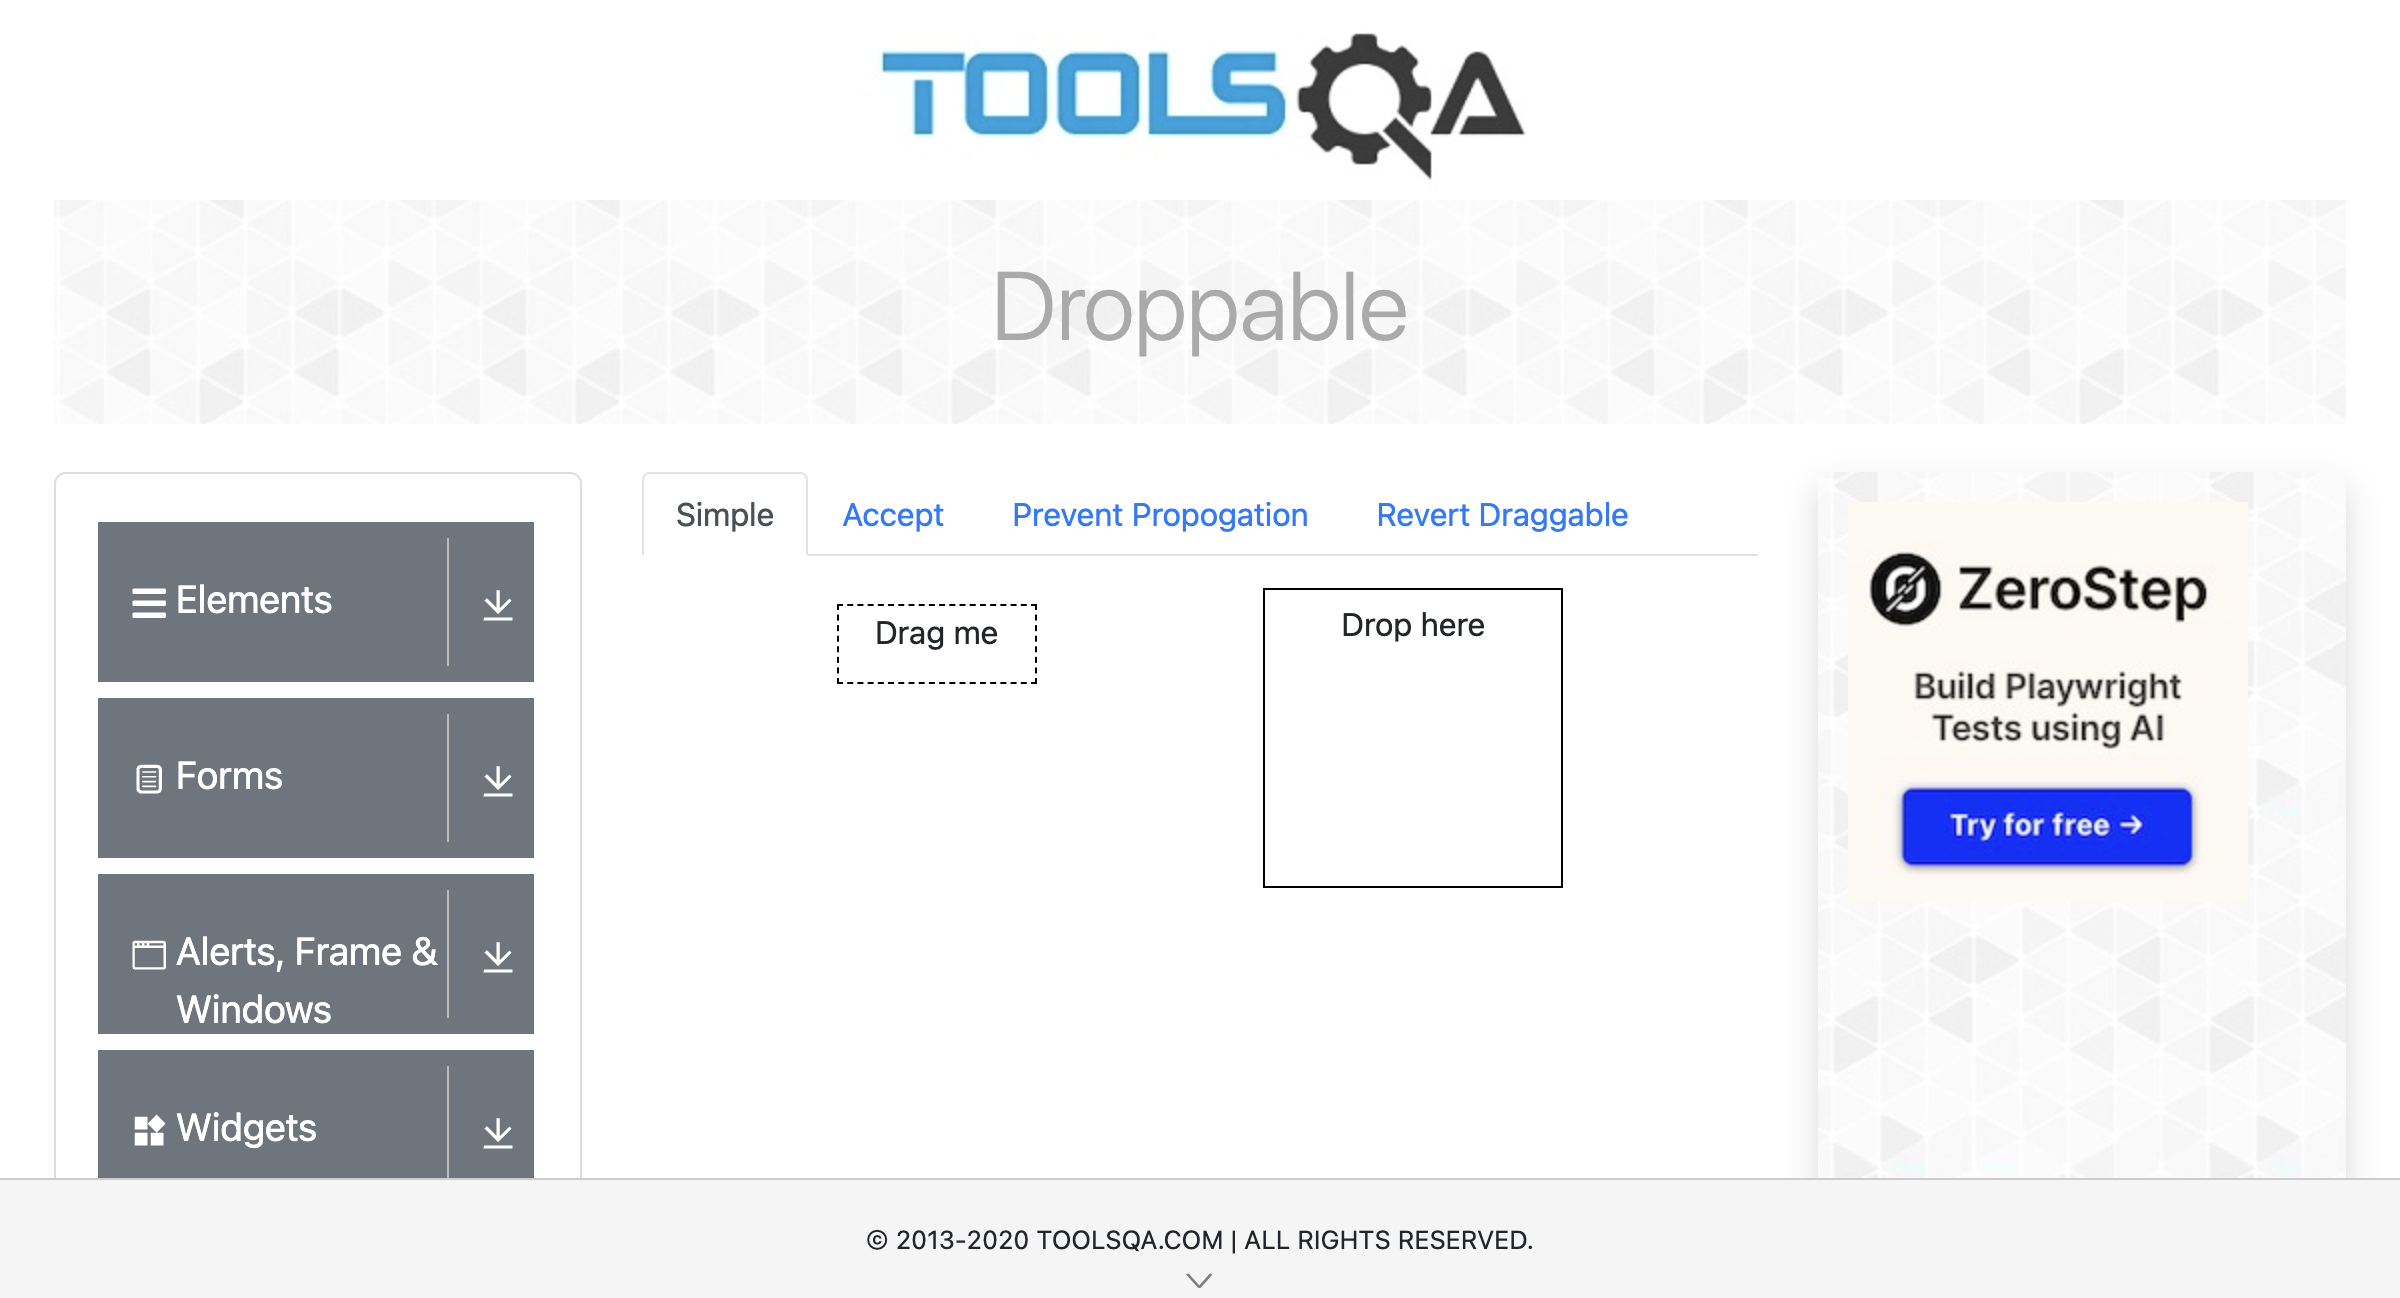 TOOLSQA
Droppable
Elements
Forms
Alerts, Frame &
Windows
Widgets
Simple
Accept
Prevent Propogation
Revert Draggable
Drag me
Drop here
ZeroStep
Build Playwright
Tests using AI
Try for free →
© 2013-2020 TOOLSQA.COM | ALL RIGHTS RESERVED.